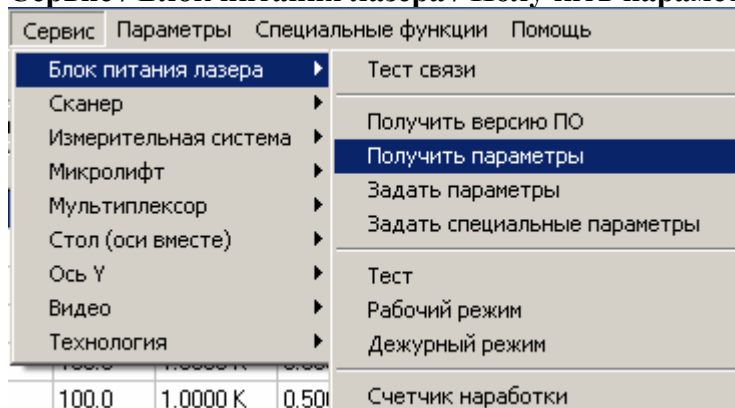 Сервис Параметры Специальные функции Помощь
Блок питания лазера
Сканер
Измерительная система
Микролифт
Мультиплексор
Стол (оси вместе)
Ось Y
Видео
Технология
Тест связи
Получить версию ПО
Получить параметры
Задать параметры
Задать специальные параметры
Тест
Рабочий режим
Дежурный режим
Счетчик наработки
100.0 1.0000 K 0.50